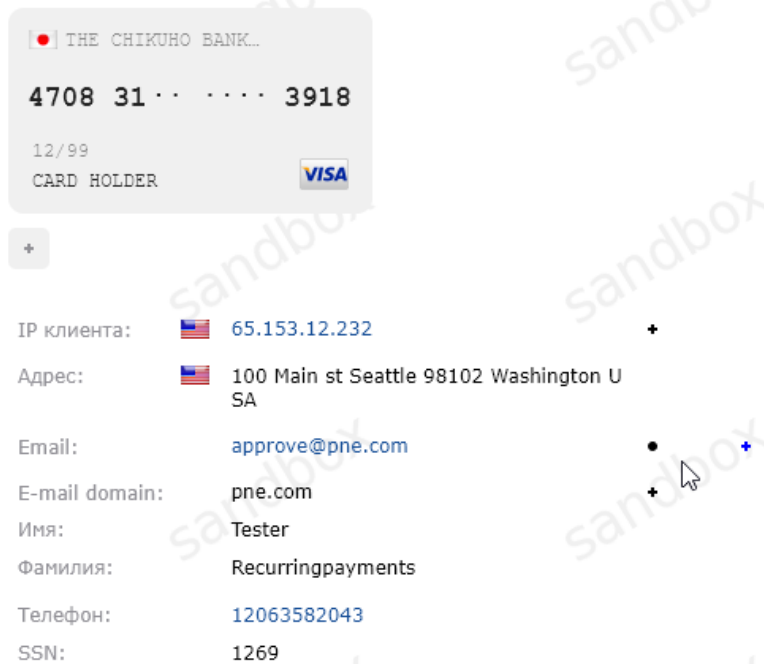 THE CHIKUHO BANK…
4708 31·· ···· 3918
12/99
CARD HOLDER
VISA
+
IP клиента: 65.153.12.232 +
Адрес: 100 Main st Seattle 98102 Washington U
SA
Email: approve@pne.com ● +
E-mail domain: pne.com +
Имя: Tester
Фамилия: Recurringpayments
Телефон: 12063582043
SSN: 1269
sandbox
sandbox
sandbox
sandbox
sandbox